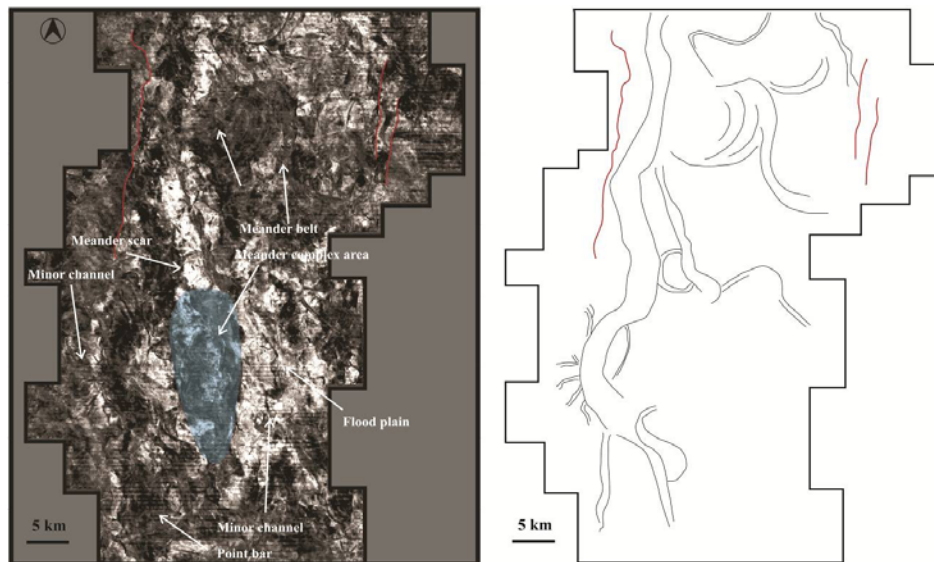 Meander belt
Meander scar
Meander complex area
Minor channel
Flood plain
Minor channel
5 km
Point bar
5 km